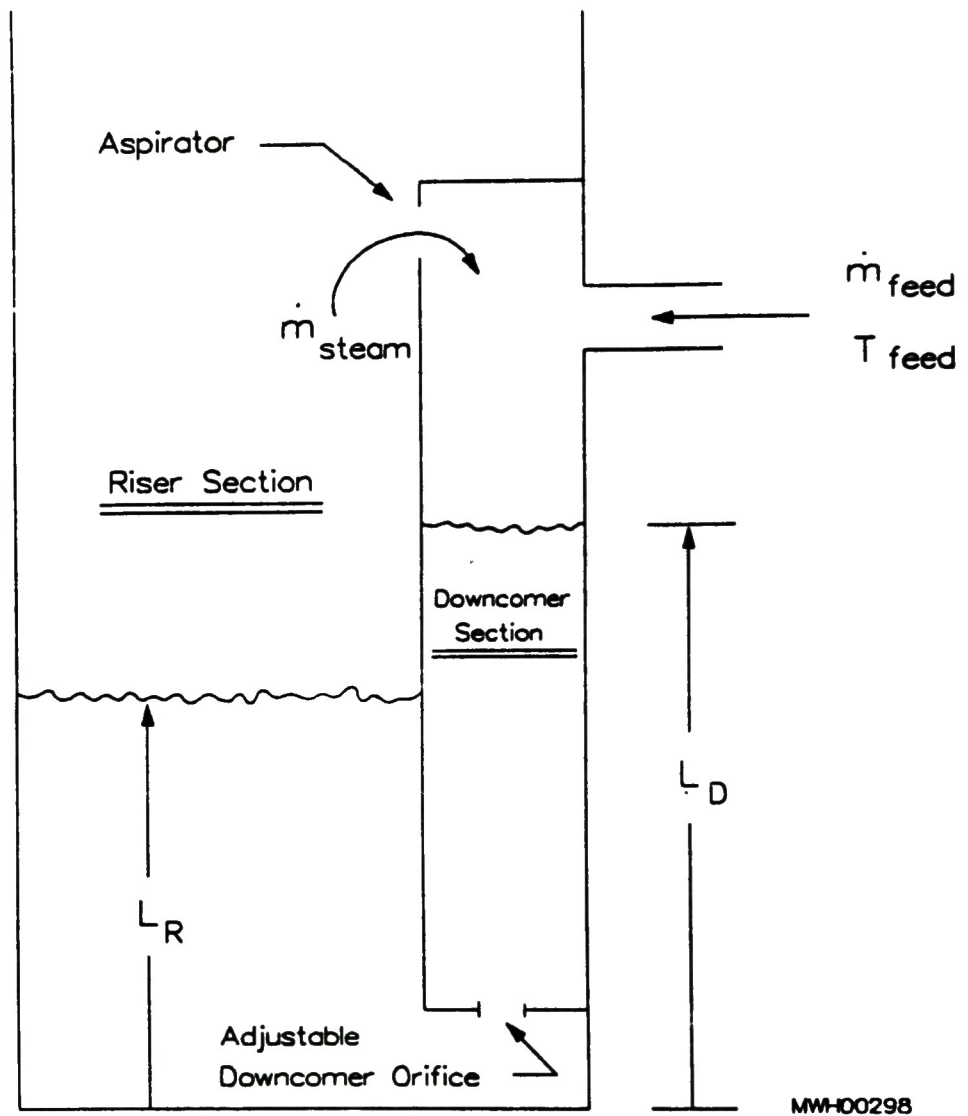 Aspirator
ṁ feed
ṁ steam
T feed
Riser Section
Downcomer
Section
L D
L R
Adjustable
Downcomer Orifice
MWH00298